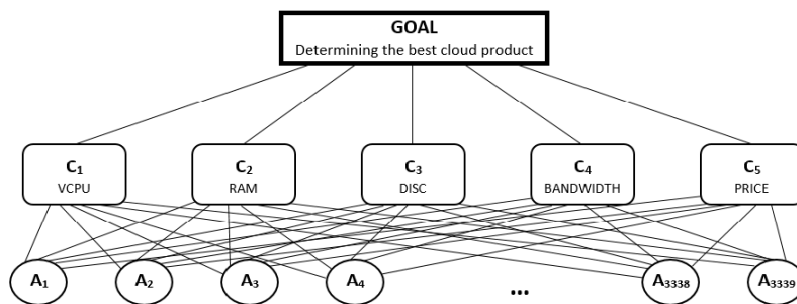 GOAL
Determining the best cloud product
C₁ C₂ C₃ C₄ C₅
VCPU RAM DISC BANDWIDTH PRICE
A₁ A₂ A₃ A₄ ... A₃₃₃₈ A₃₃₃₉